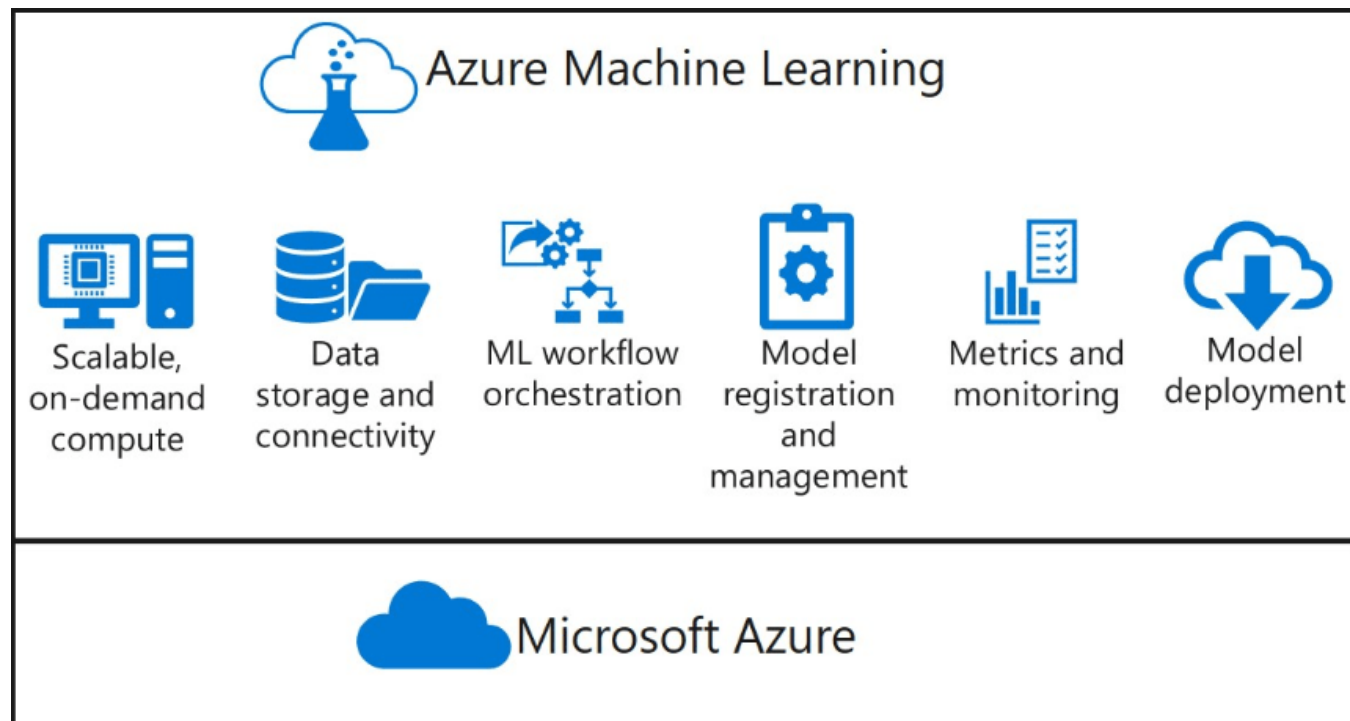 Azure Machine Learning
Scalable,
on-demand
compute
Data
storage and
connectivity
ML workflow
orchestration
Model
registration
and
management
Metrics and
monitoring
Model
deployment
Microsoft Azure